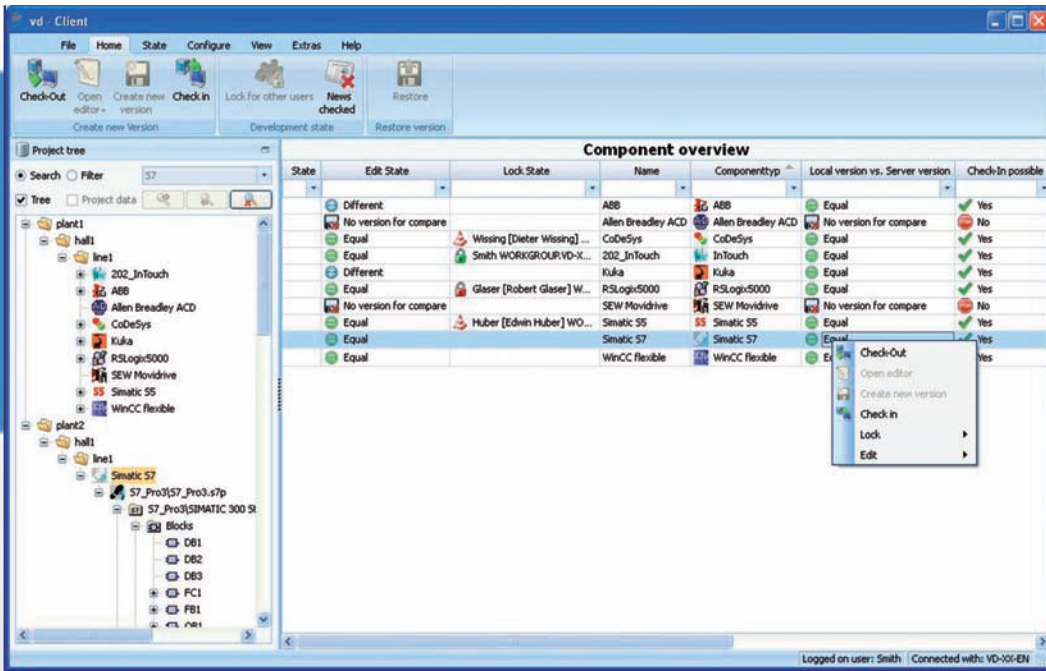 vd - Client
File Home State Configure View Extras Help
Check-Out Open editor Create new version Check in Lock for other users News checked Restore
Create new Version Development state Restore version
Project tree
Search Filter S7
Tree Project data
plant1
hall1
line1
202_InTouch
ABB
Allen Breadley ACD
CoDeSys
Kuka
RSLogix5000
SEW Movidrive
S5 Simatic S5
WinCC flexible
plant2
hall1
line1
Simatic S7
S7_Pro3\S7_Pro3.s7p
S7_Pro3\SIMATIC 300 St
Blocks
DB1
DB2
DB3
FC1
FB1
OB1
Component overview
State Edit State Lock State Name Componenttyp Local version vs. Server version Check-In possible
Different ABB ABB Equal Yes
No version for compare Allen Breadley ACD Allen Breadley ACD No version for compare No
Equal Wissing [Dieter Wissing] ... CoDeSys CoDeSys Equal Yes
Equal Smith WORKGROUP.VD-X... 202_InTouch InTouch Equal Yes
Different Kuka Kuka Equal Yes
Equal Glaser [Robert Glaser] W... RSLogix5000 RSLogix5000 Equal Yes
No version for compare SEW Movidrive SEW Movidrive No version for compare No
Equal Huber [Edwin Huber] WO... Simatic S5 S5 Simatic S5 Equal Yes
Equal Simatic S7 Simatic S7 Equal Yes
Equal WinCC flexible WinCC flexible Yes
Check-Out
Open editor
Create new version
Check in
Lock
Edit
Logged on user: Smith Connected with: VD-XX-EN